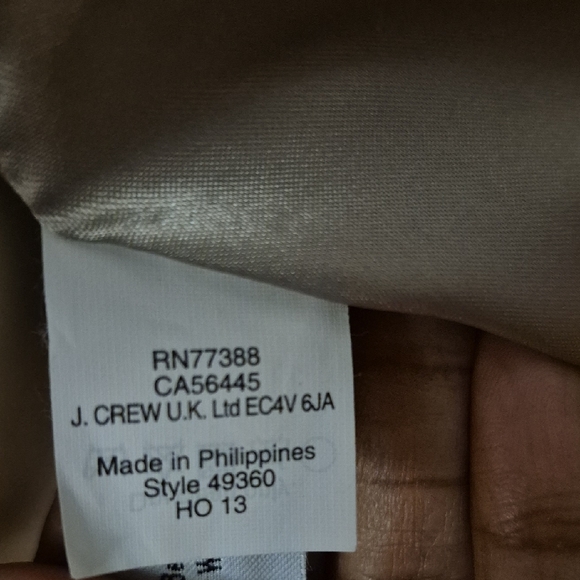 RN77388
CA56445
J. CREW U.K. Ltd EC4V 6JA
Made in Philippines
Style 49360
HO 13